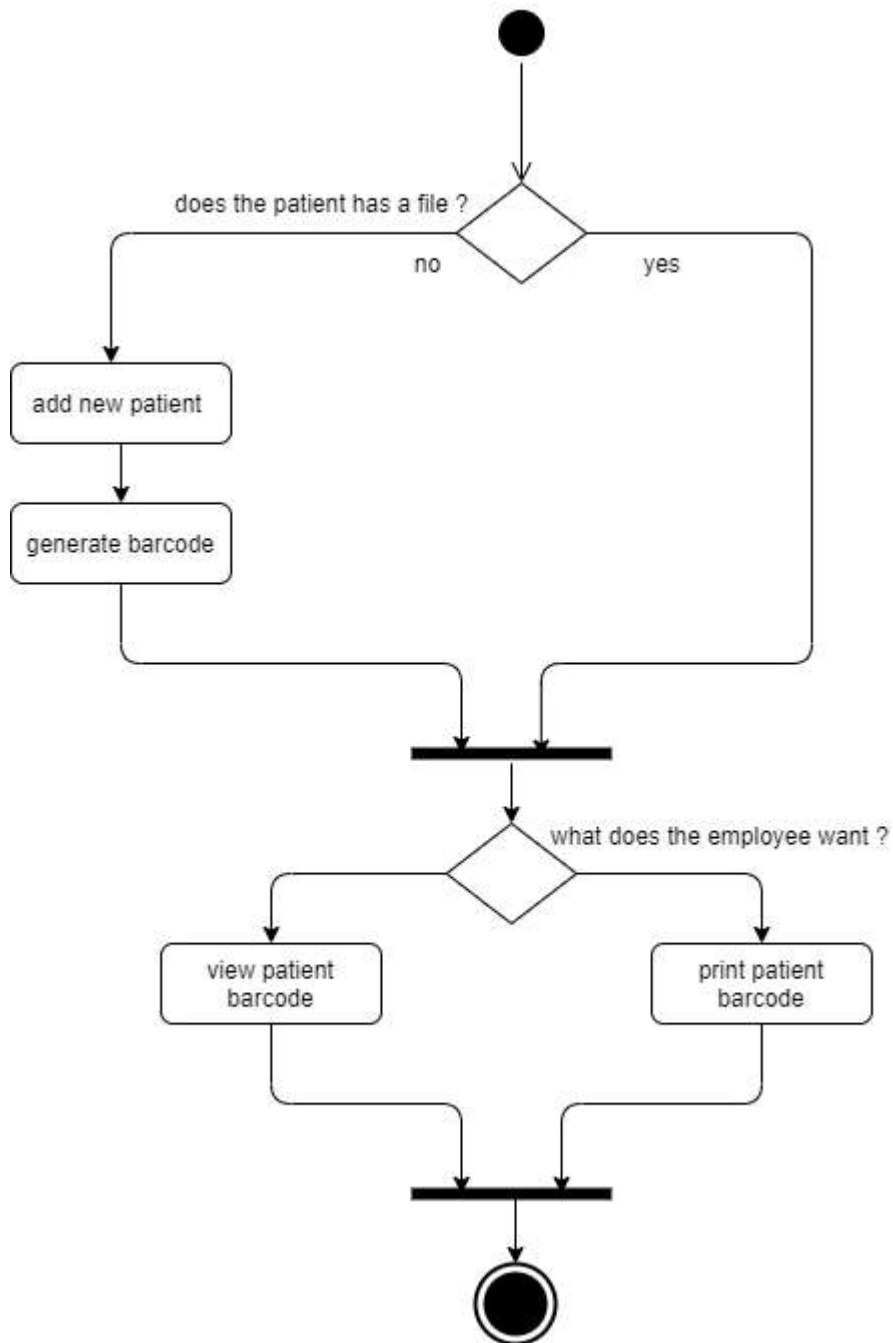 does the patient has a file ?
no
yes
add new patient
generate barcode
what does the employee want ?
view patient
barcode
print patient
barcode